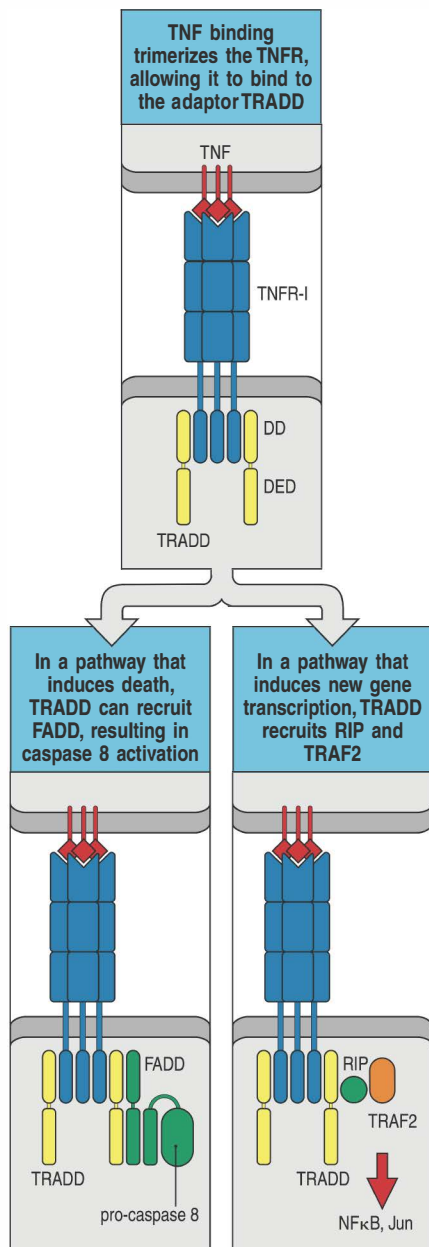 TNF binding
trimerizes the TNFR,
allowing it to bind to
the adaptor TRADD
TNF
TNFR-I
DD
DED
TRADD
In a pathway that
induces death,
TRADD can recruit
FADD, resulting in
caspase 8 activation
FADD
TRADD
pro-caspase 8
In a pathway that
induces new gene
transcription, TRADD
recruits RIP and
TRAF2
RIP
TRAF2
TRADD
NFκB, Jun